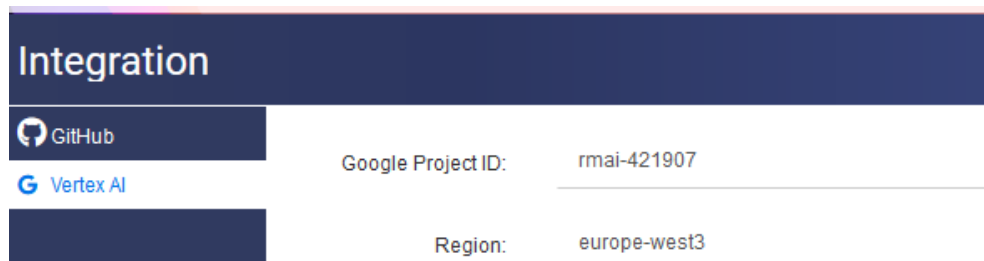 Integration
GitHub
Google Project ID: rmai-421907
Vertex AI
Region: europe-west3